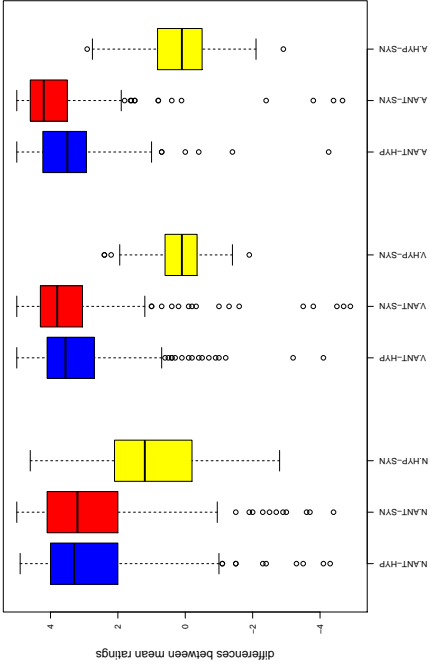 A.HYP−SYN
A.ANT−SYN
A.ANT−HYP
V.HYP−SYN
V.ANT−SYN
V.ANT−HYP
N.HYP−SYN
N.ANT−SYN
N.ANT−HYP
4
2
0
−2
−4
differences between mean ratings